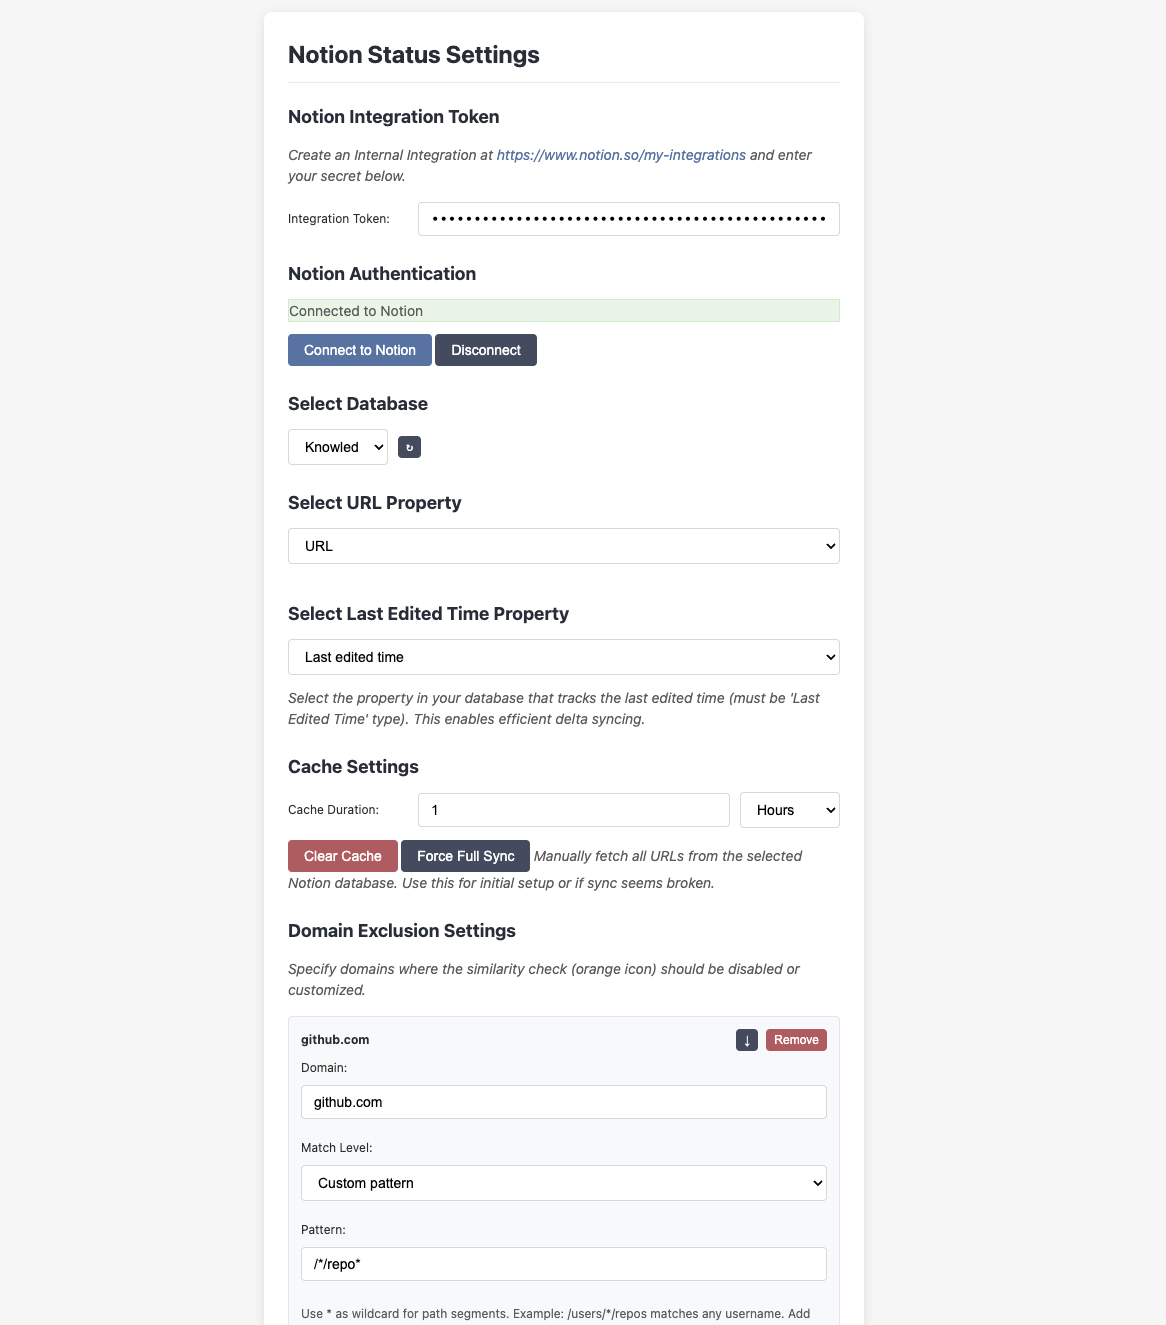 Notion Status Settings
Notion Integration Token
Create an Internal Integration at https://www.notion.so/my-integrations and enter
your secret below.
Integration Token: •••••••••••••••••••••••••••••••••••••••••••••••
Notion Authentication
Connected to Notion
Connect to Notion Disconnect
Select Database
Knowled ↻
Select URL Property
URL
Select Last Edited Time Property
Last edited time
Select the property in your database that tracks the last edited time (must be 'Last
Edited Time' type). This enables efficient delta syncing.
Cache Settings
Cache Duration: 1 Hours
Clear Cache Force Full Sync Manually fetch all URLs from the selected
Notion database. Use this for initial setup or if sync seems broken.
Domain Exclusion Settings
Specify domains where the similarity check (orange icon) should be disabled or
customized.
github.com ↓ Remove
Domain:
github.com
Match Level:
Custom pattern
Pattern:
/*/repo*
Use * as wildcard for path segments. Example: /users/*/repos matches any username. Add